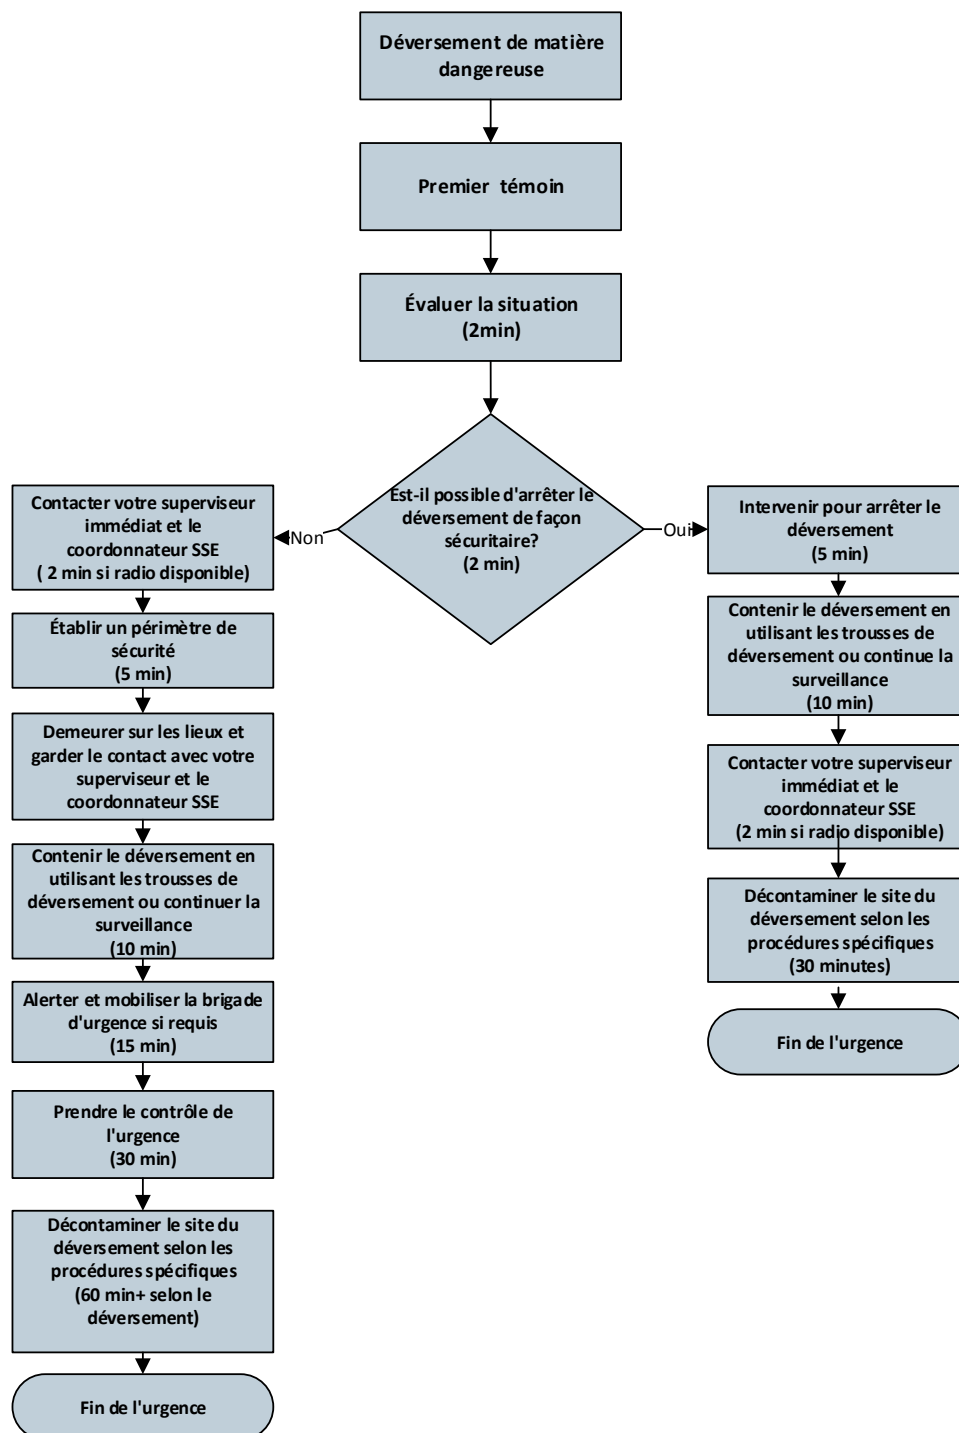 Déversement de matière
dangereuse
Premier témoin
Évaluer la situation
(2min)
Est-il possible d'arrêter le
déversement de façon
sécuritaire?
(2 min)
Non
Contacter votre superviseur
immédiat et le
coordonnateur SSE
( 2 min si radio disponible)
Établir un périmètre de
sécurité
(5 min)
Demeurer sur les lieux et
garder le contact avec votre
superviseur et le
coordonnateur SSE
Contenir le déversement en
utilisant les trousses de
déversement ou continuer la
surveillance
(10 min)
Alerter et mobiliser la brigade
d'urgence si requis
(15 min)
Prendre le contrôle de
l'urgence
(30 min)
Décontaminer le site du
déversement selon les
procédures spécifiques
(60 min+ selon le
déversement)
Fin de l'urgence
Oui
Intervenir pour arrêter le
déversement
(5 min)
Contenir le déversement en
utilisant les trousses de
déversement ou continue la
surveillance
(10 min)
Contacter votre superviseur
immédiat et le
coordonnateur SSE
(2 min si radio disponible)
Décontaminer le site du
déversement selon les
procédures spécifiques
(30 minutes)
Fin de l'urgence